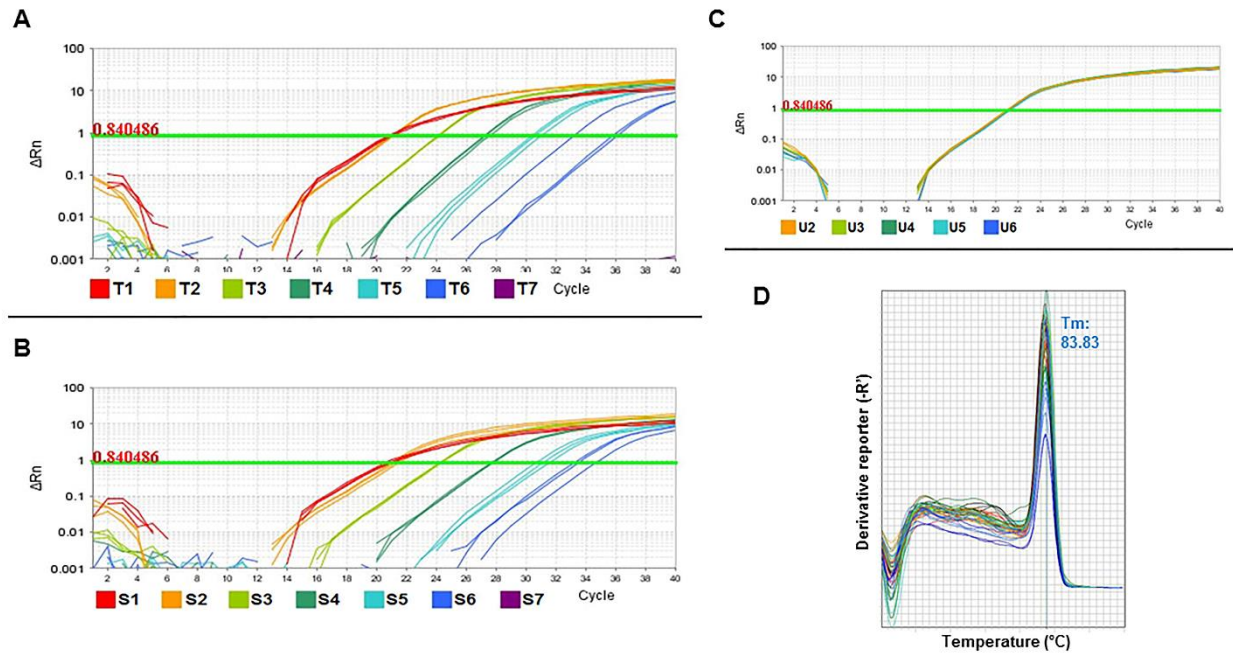 A
100
10
1
0.1
0.01
0.001
ΔRn
0.840486
2 4 6 8 10 12 14 16 18 20 22 24 26 28 30 32 34 36 38 40
T1 T2 T3 T4 T5 T6 T7 Cycle
B
100
10
1
0.1
0.01
0.001
ΔRn
0.840486
2 4 6 8 10 12 14 16 18 20 22 24 26 28 30 32 34 36 38 40
S1 S2 S3 S4 S5 S6 S7 Cycle
C
100
10
1
0.1
0.01
0.001
ΔRn
0.840486
2 4 6 8 10 12 14 16 18 20 22 24 26 28 30 32 34 36 38 40
U2 U3 U4 U5 U6 Cycle
D
Tm:
83.83
Derivative reporter (-R')
Temperature (°C)